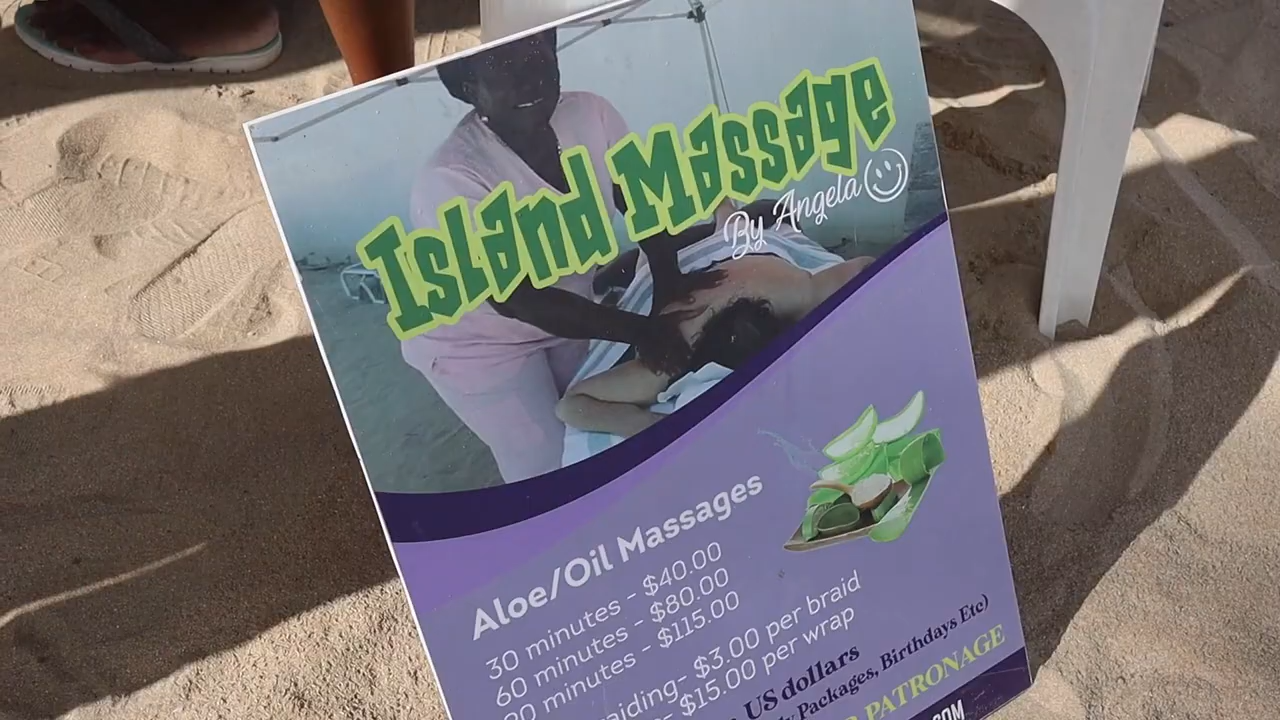 Island Massage
By Angela
Aloe/Oil Massages
30 minutes - $40.00
60 minutes - $80.00
minutes - $115.00
$3.00 per braid
$15.00 per wrap
US dollars
Packages, Birthdays Etc)
PATRONAGE